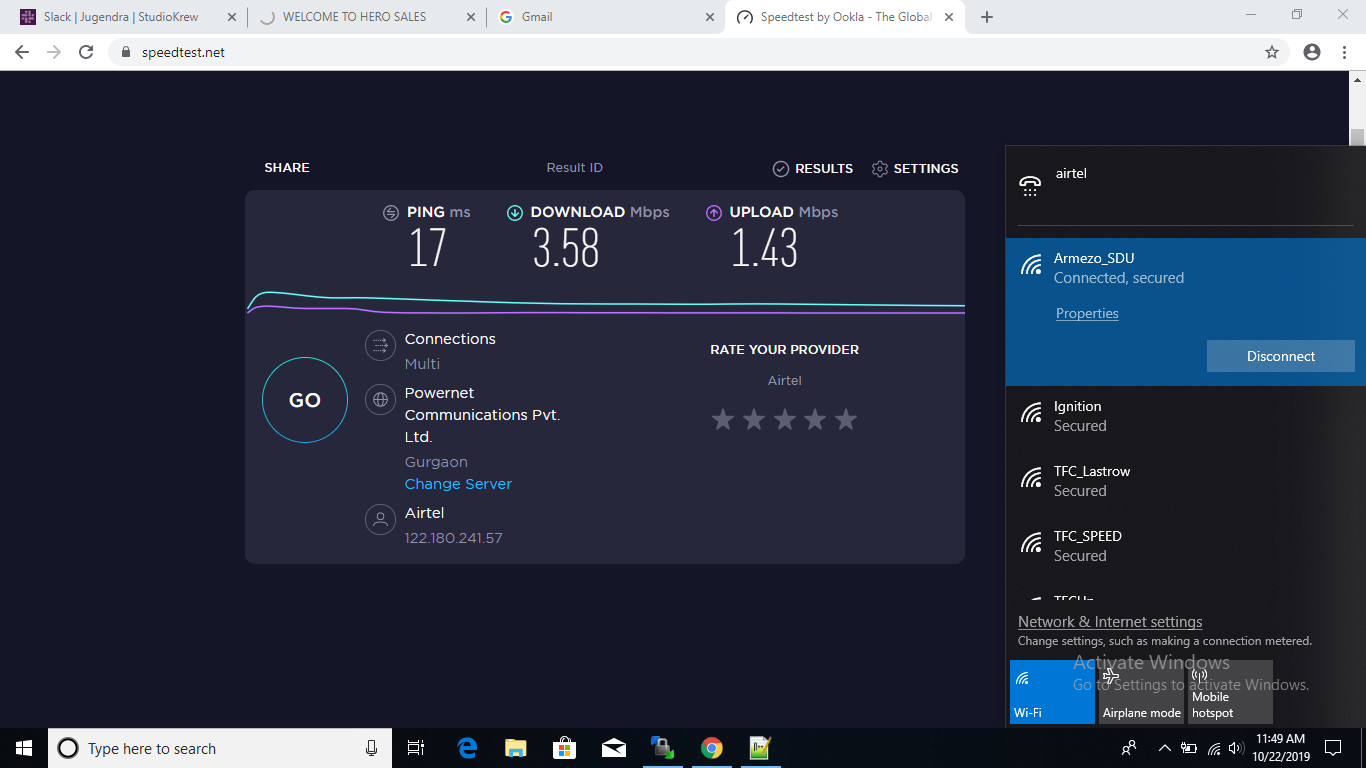 Slack | Jugendra | StudioKrew
WELCOME TO HERO SALES
Gmail
Speedtest by Ookla - The Global
speedtest.net
SHARE
Result ID
RESULTS
SETTINGS
PING ms
DOWNLOAD Mbps
UPLOAD Mbps
17
3.58
1.43
GO
Connections
Multi
Powernet
Communications Pvt.
Ltd.
Gurgaon
Change Server
Airtel
122.180.241.57
RATE YOUR PROVIDER
Airtel
airtel
Armezo_SDU
Connected, secured
Properties
Disconnect
Ignition
Secured
TFC_Lastrow
Secured
TFC_SPEED
Secured
Network & Internet settings
Change settings, such as making a connection metered.
Activate Windows
Go to Settings to activate Windows.
Wi-Fi
Airplane mode
Mobile
hotspot
Type here to search
11:49 AM
10/22/2019